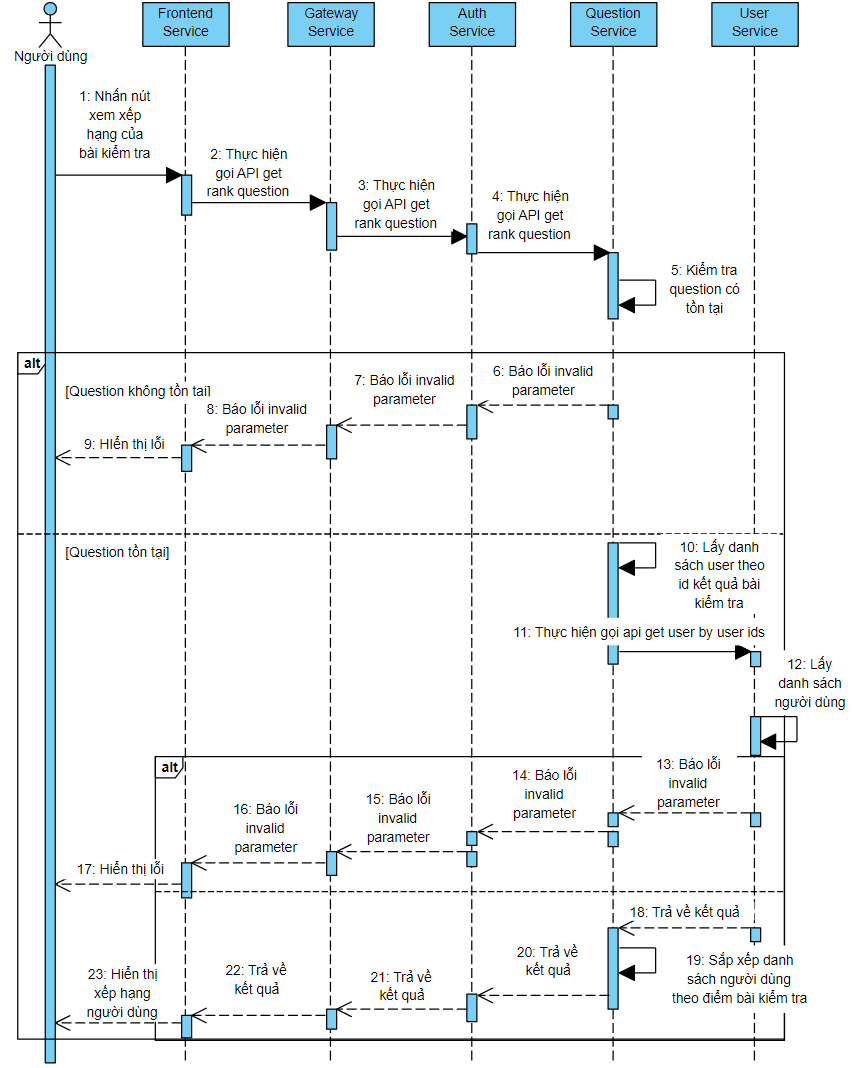 Người dùng
Frontend
Service
Gateway
Service
Auth
Service
Question
Service
User
Service
1: Nhấn nút
xem xếp
hạng của
bài kiểm tra
2: Thực hiện
gọi API get
rank question
3: Thực hiện
gọi API get
rank question
4: Thực hiện
gọi API get
rank question
5: Kiểm tra
question có
tồn tại
alt
[Question không tồn tai]
6: Báo lỗi invalid
parameter
7: Báo lỗi invalid
parameter
8: Báo lỗi invalid
parameter
9: HIển thị lỗi
[Question tồn tại]
10: Lấy danh
sách user theo
id kết quả bài
kiểm tra
11: Thực hiện gọi api get user by user ids
12: Lấy
danh sách
người dùng
alt
13: Báo lỗi
invalid
parameter
14: Báo lỗi
invalid
parameter
15: Báo lỗi
invalid
parameter
16: Báo lỗi
invalid
parameter
17: Hiển thị lỗi
18: Trả về kết quả
19: Sắp xếp danh
sách người dùng
theo điểm bài kiểm tra
20: Trả về
kết quả
21: Trả về
kết quả
22: Trả về
kết quả
23: Hiển thị
xếp hạng
người dùng